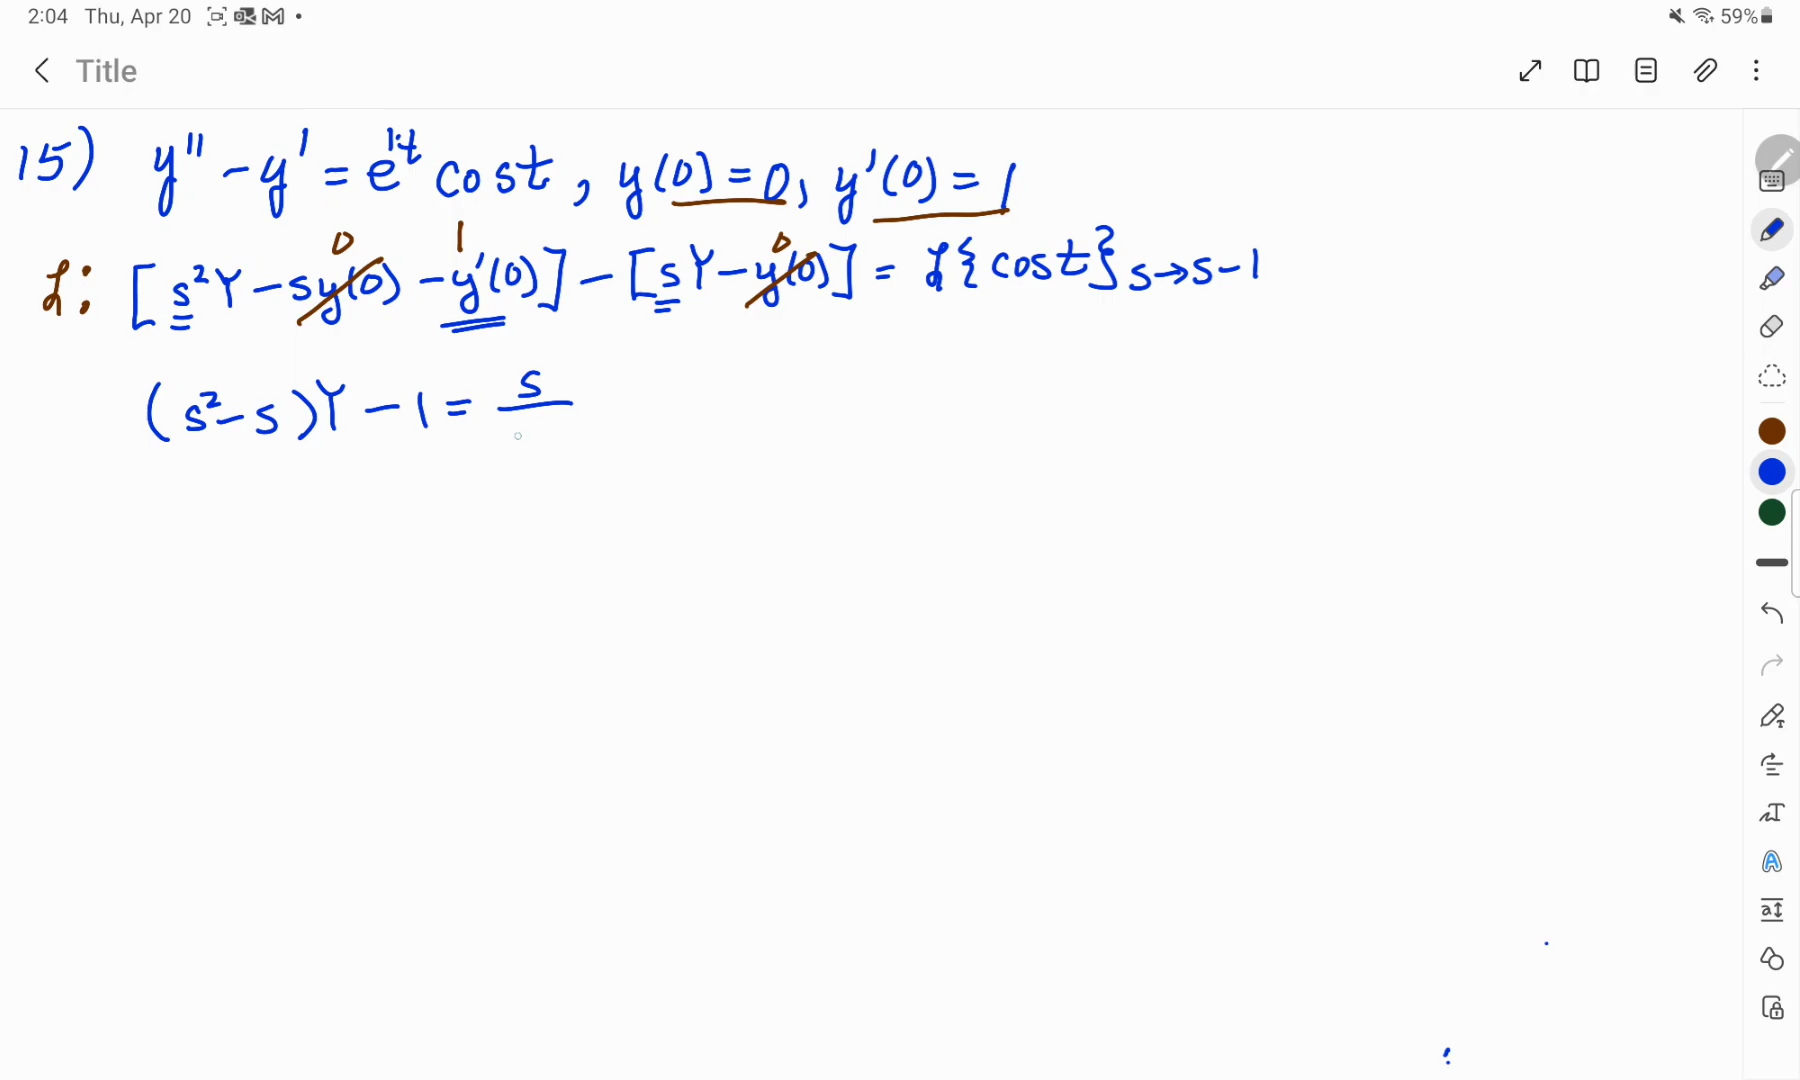 2:04 Thu, Apr 20 59%
Title
15) y'' - y' = e^{1·t} cos t, y(0) = 0, y'(0) = 1
0 1 0
ℒ: [s²Y - sy(0) - y'(0)] - [sY - y(0)] = ℒ{cos t}_{s→s-1}
(s² - s)Y - 1 = s